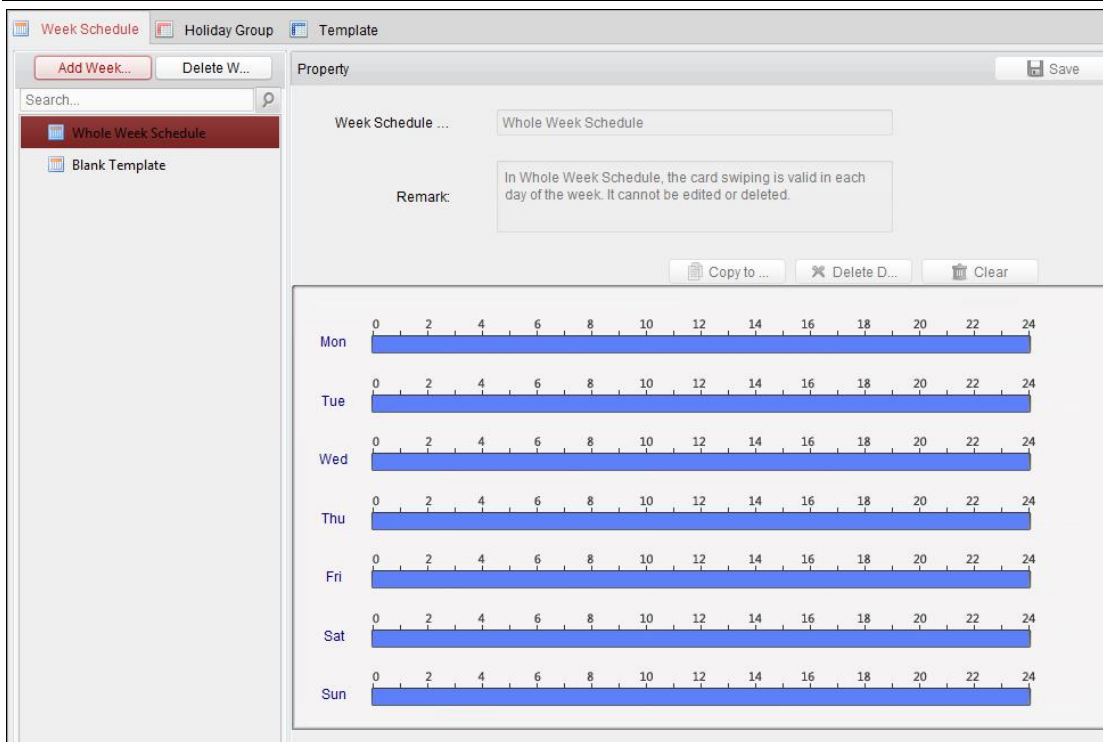 Week Schedule Holiday Group Template
Add Week... Delete W...
Search...
Whole Week Schedule
Blank Template
Property Save
Week Schedule ... Whole Week Schedule
Remark: In Whole Week Schedule, the card swiping is valid in each
day of the week. It cannot be edited or deleted.
Copy to ... Delete D... Clear
0 2 4 6 8 10 12 14 16 18 20 22 24
Mon
0 2 4 6 8 10 12 14 16 18 20 22 24
Tue
0 2 4 6 8 10 12 14 16 18 20 22 24
Wed
0 2 4 6 8 10 12 14 16 18 20 22 24
Thu
0 2 4 6 8 10 12 14 16 18 20 22 24
Fri
0 2 4 6 8 10 12 14 16 18 20 22 24
Sat
0 2 4 6 8 10 12 14 16 18 20 22 24
Sun